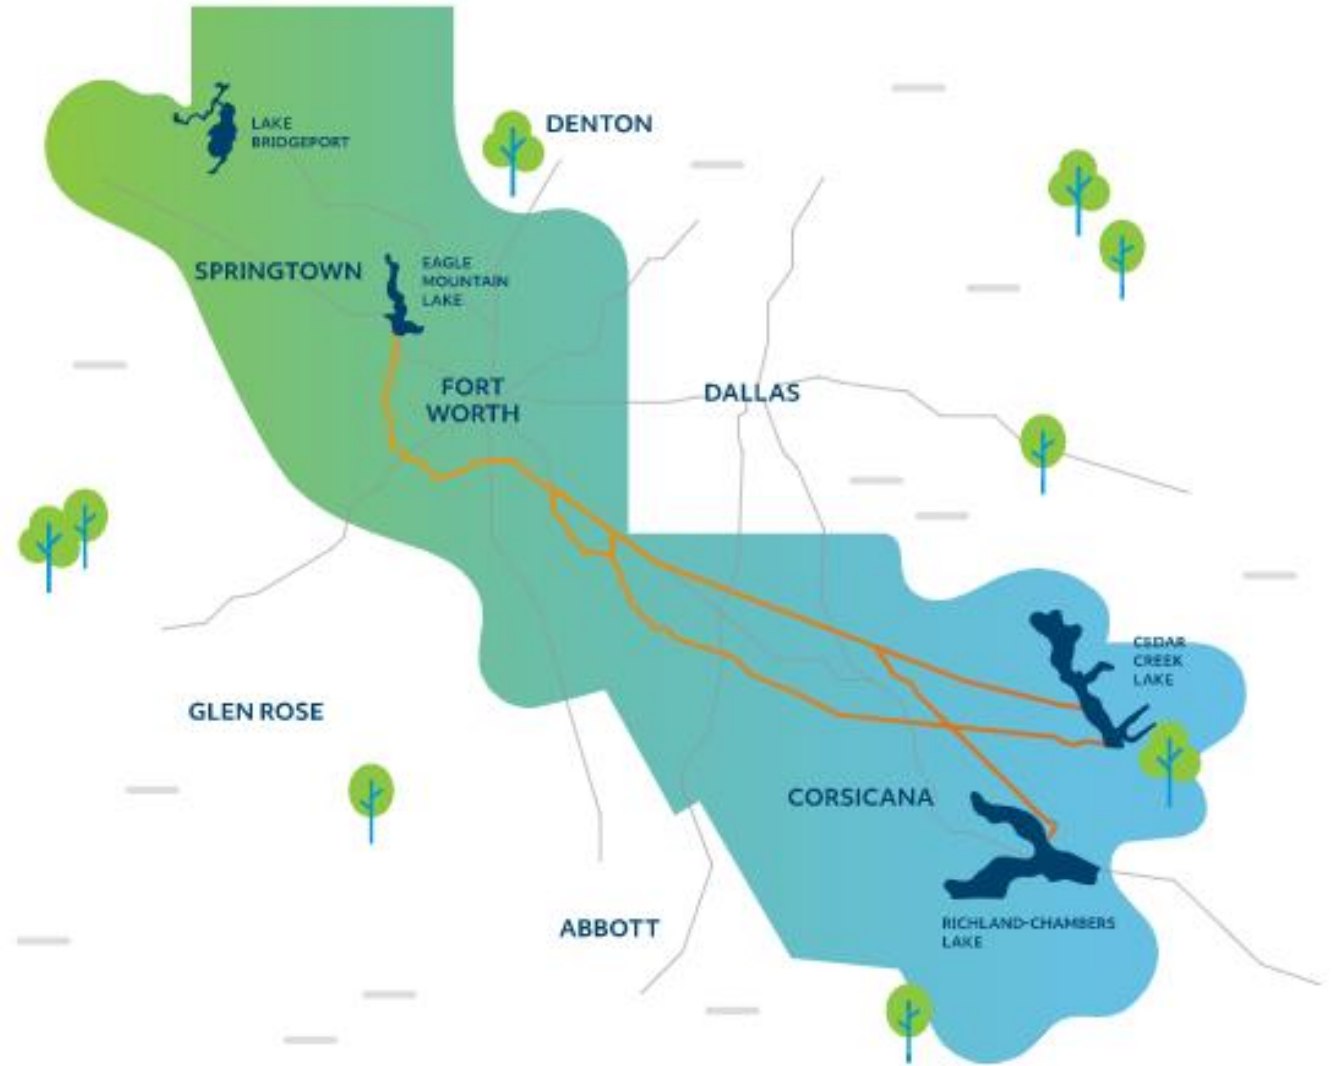 LAKE
BRIDGEPORT
DENTON
SPRINGTOWN
EAGLE
MOUNTAIN
LAKE
FORT
WORTH
DALLAS
CEDAR
CREEK
LAKE
GLEN ROSE
CORSICANA
ABBOTT
RICHLAND-CHAMBERS
LAKE